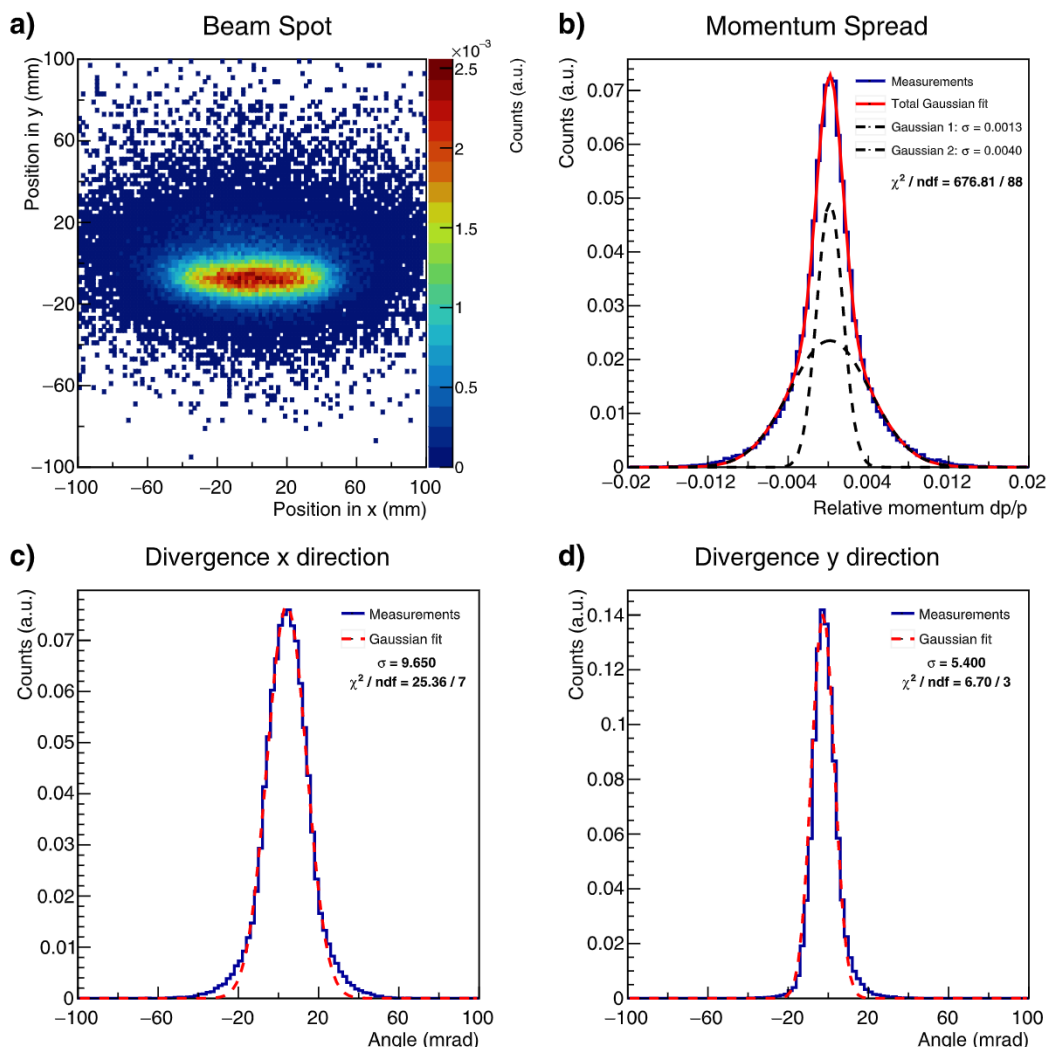 a)
Beam Spot
×10⁻³
Position in y (mm)
100
60
20
−20
−60
−100
−100
−60
−20
20
60
100
Position in x (mm)
2.5
2
1.5
1
0.5
0
Counts (a.u.)
b)
Momentum Spread
Counts (a.u.)
0.07
0.06
0.05
0.04
0.03
0.02
0.01
0
−0.02
−0.012
−0.004
0.004
0.012
0.02
Relative momentum dp/p
Measurements
Total Gaussian fit
Gaussian 1: σ = 0.0013
Gaussian 2: σ = 0.0040
χ² / ndf = 676.81 / 88
c)
Divergence x direction
Counts (a.u.)
0.07
0.06
0.05
0.04
0.03
0.02
0.01
0
−100
−60
−20
20
60
100
Angle (mrad)
Measurements
Gaussian fit
σ = 9.650
χ² / ndf = 25.36 / 7
d)
Divergence y direction
Counts (a.u.)
0.14
0.12
0.1
0.08
0.06
0.04
0.02
0
−100
−60
−20
20
60
100
Angle (mrad)
Measurements
Gaussian fit
σ = 5.400
χ² / ndf = 6.70 / 3